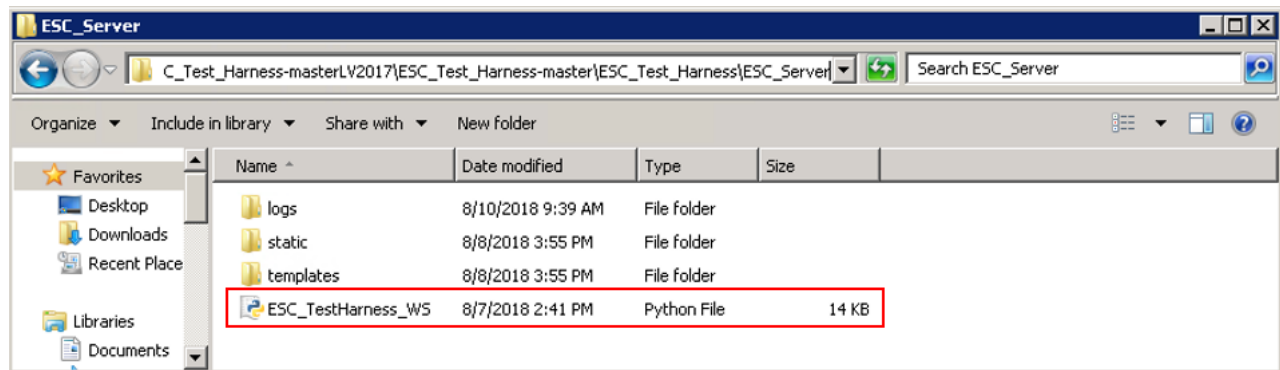 ESC_Server
C_Test_Harness-masterLV2017\ESC_Test_Harness-master\ESC_Test_Harness\ESC_Server
Search ESC_Server
Organize Include in library Share with New folder
Favorites
Desktop
Downloads
Recent Place
Libraries
Documents
Name Date modified Type Size
logs 8/10/2018 9:39 AM File folder
static 8/8/2018 3:55 PM File folder
templates 8/8/2018 3:55 PM File folder
ESC_TestHarness_WS 8/7/2018 2:41 PM Python File 14 KB